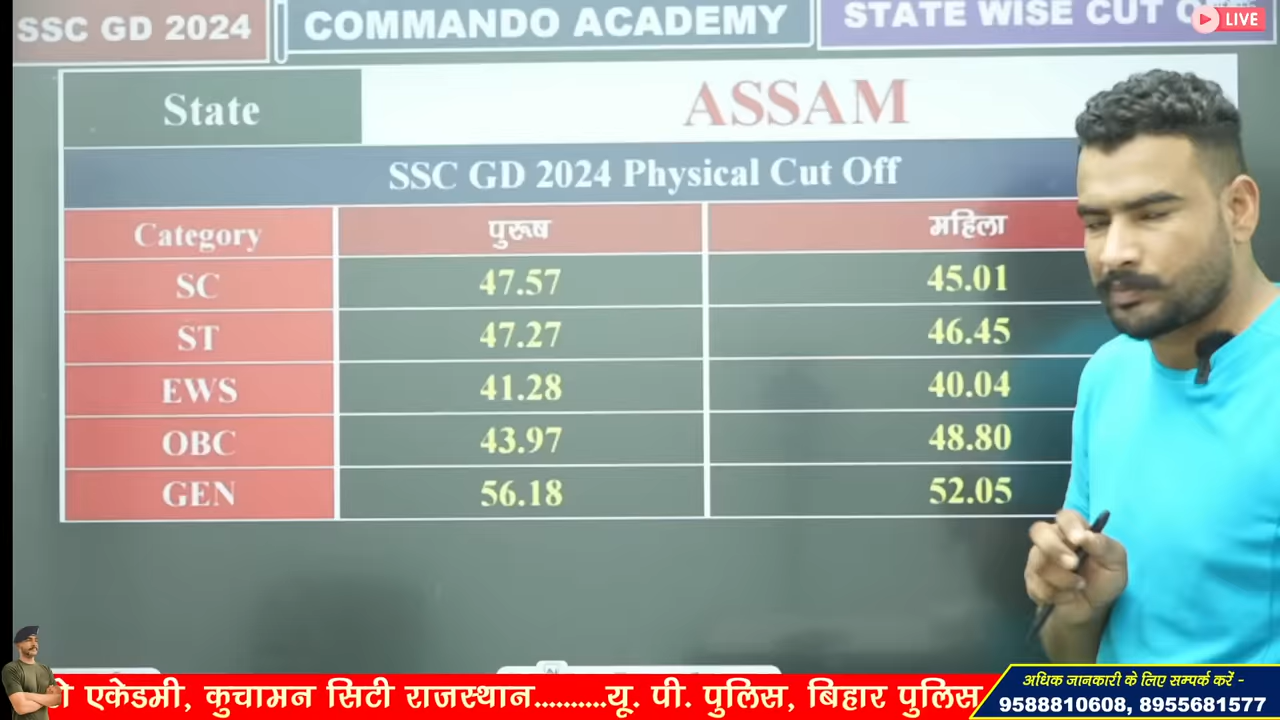 SSC GD 2024
COMMANDO ACADEMY
STATE WISE CUT
LIVE
State ASSAM
SSC GD 2024 Physical Cut Off
Category पुरूष महिला
SC 47.57 45.01
ST 47.27 46.45
EWS 41.28 40.04
OBC 43.97 48.80
GEN 56.18 52.05
एकेडमी, कुचामन सिटी राजस्थान..........यू. पी. पुलिस, बिहार पुलिस
अधिक जानकारी के लिए सम्पर्क करें -
9588810608, 8955681577